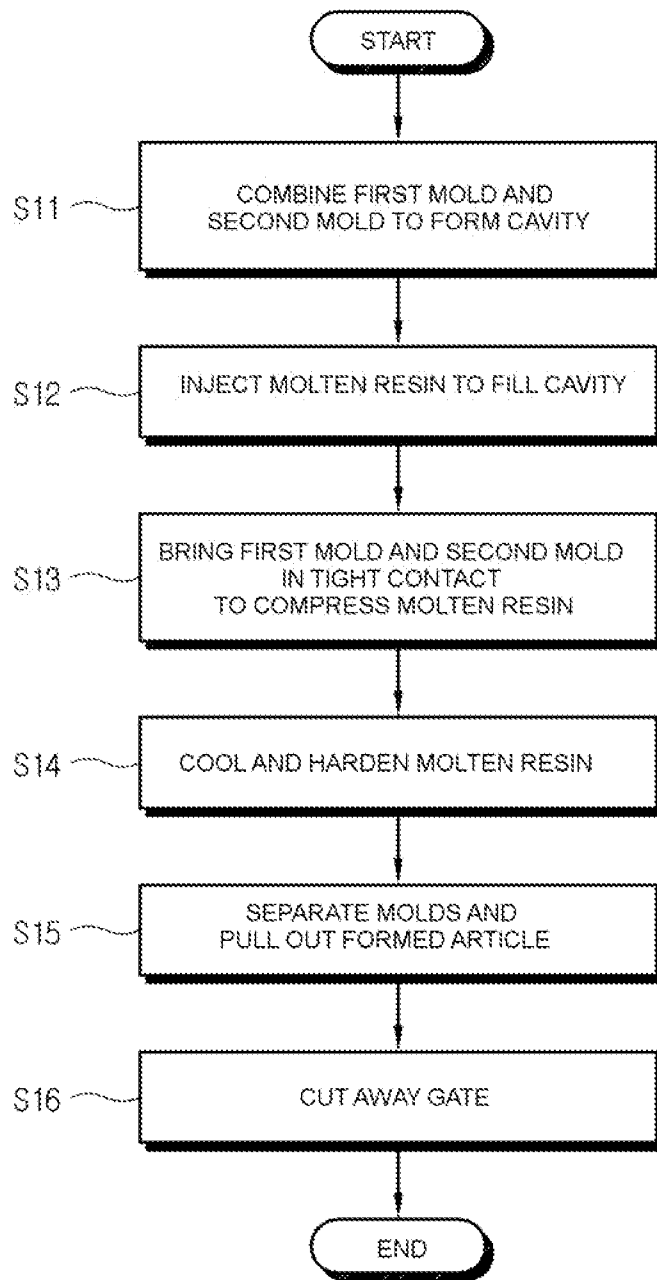 START
S11
COMBINE FIRST MOLD AND
SECOND MOLD TO FORM CAVITY
S12
INJECT MOLTEN RESIN TO FILL CAVITY
S13
BRING FIRST MOLD AND SECOND MOLD
IN TIGHT CONTACT
TO COMPRESS MOLTEN RESIN
S14
COOL AND HARDEN MOLTEN RESIN
S15
SEPARATE MOLDS AND
PULL OUT FORMED ARTICLE
S16
CUT AWAY GATE
END